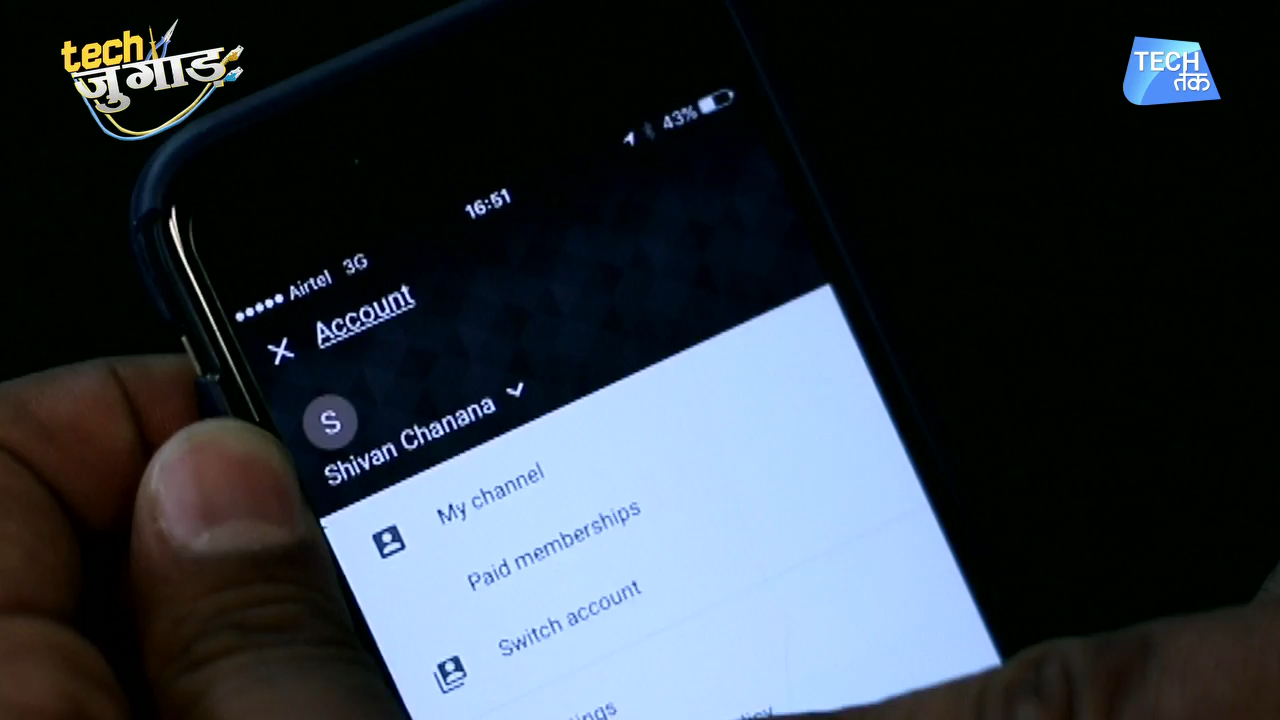 tech
जुगाड़
TECH
तक
43%
16:51
Airtel 3G
Account
S
Shivan Chanana
My channel
Paid memberships
Switch account